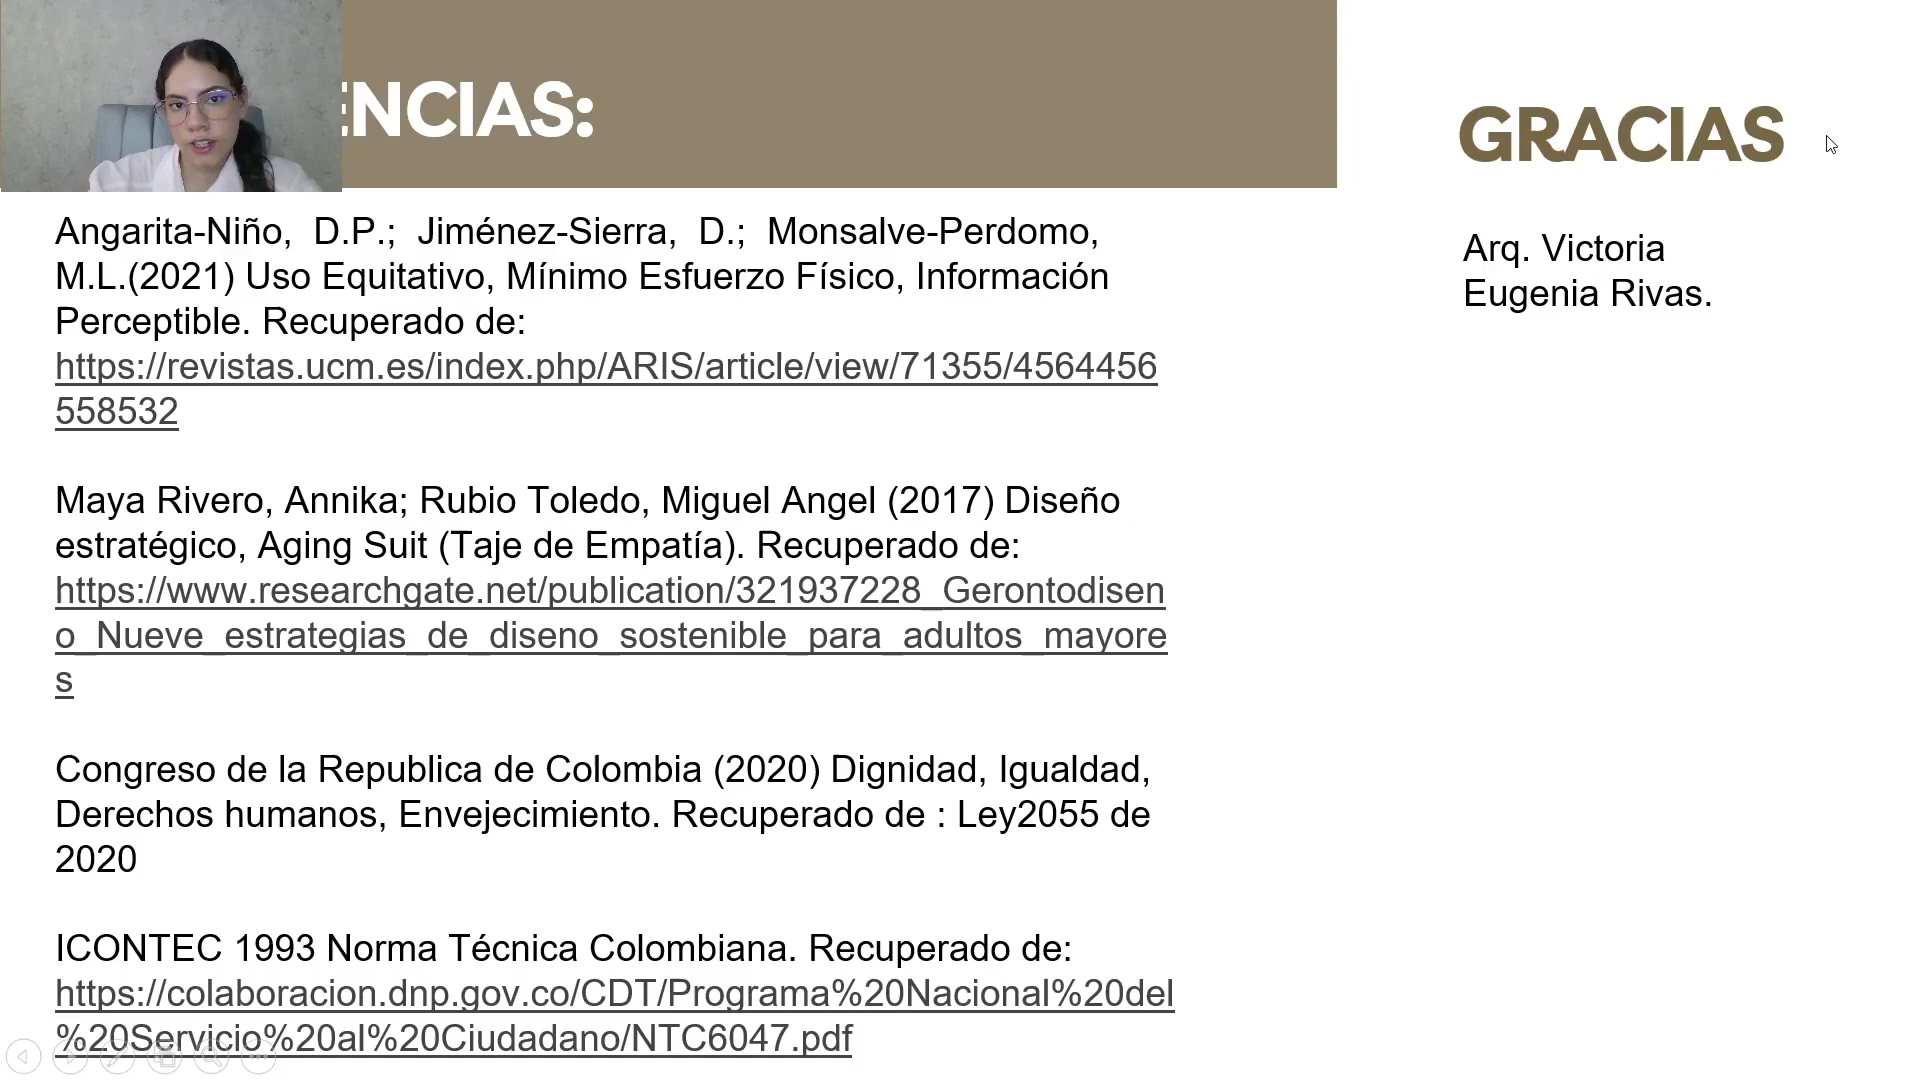 ENCIAS:
Angarita-Niño, D.P.; Jiménez-Sierra, D.; Monsalve-Perdomo,
M.L.(2021) Uso Equitativo, Mínimo Esfuerzo Físico, Información
Perceptible. Recuperado de:
https://revistas.ucm.es/index.php/ARIS/article/view/71355/4564456
558532
Maya Rivero, Annika; Rubio Toledo, Miguel Angel (2017) Diseño
estratégico, Aging Suit (Taje de Empatía). Recuperado de:
https://www.researchgate.net/publication/321937228_Gerontodisen
o_Nueve_estrategias_de_diseno_sostenible_para_adultos_mayore
s
Congreso de la Republica de Colombia (2020) Dignidad, Igualdad,
Derechos humanos, Envejecimiento. Recuperado de : Ley2055 de
2020
ICONTEC 1993 Norma Técnica Colombiana. Recuperado de:
https://colaboracion.dnp.gov.co/CDT/Programa%20Nacional%20del
%20Servicio%20al%20Ciudadano/NTC6047.pdf
GRACIAS
Arq. Victoria
Eugenia Rivas.